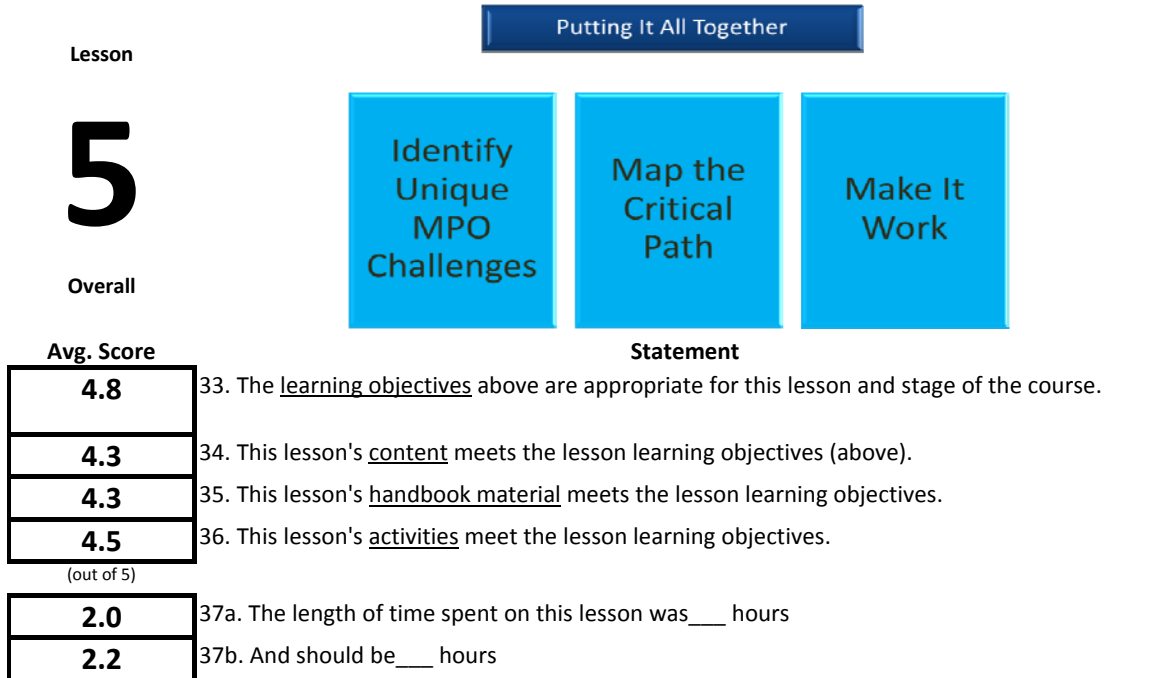 Putting It All Together
Lesson
5
Overall
Identify
Unique
MPO
Challenges
Map the
Critical
Path
Make It
Work
Avg. Score Statement
4.8 33. The learning objectives above are appropriate for this lesson and stage of the course.
4.3 34. This lesson's content meets the lesson learning objectives (above).
4.3 35. This lesson's handbook material meets the lesson learning objectives.
4.5 36. This lesson's activities meet the lesson learning objectives.
(out of 5)
2.0 37a. The length of time spent on this lesson was___ hours
2.2 37b. And should be___ hours